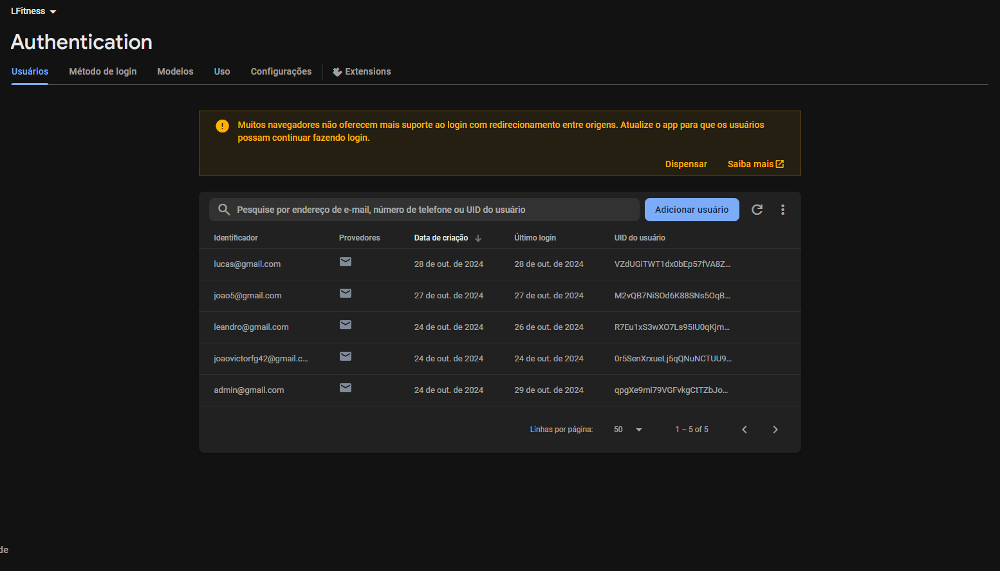 LFitness
Authentication
Usuários Método de login Modelos Uso Configurações Extensions
Muitos navegadores não oferecem mais suporte ao login com redirecionamento entre origens. Atualize o app para que os usuários
possam continuar fazendo login.
Dispensar Saiba mais
Pesquise por endereço de e-mail, número de telefone ou UID do usuário Adicionar usuário
Identificador Provedores Data de criação Último login UID do usuário
lucas@gmail.com 28 de out. de 2024 28 de out. de 2024 VZdUGiTWT1dx0bEp57fVA8Z...
joao5@gmail.com 27 de out. de 2024 27 de out. de 2024 M2vQB7NiSOd6K88SNs5OqB...
leandro@gmail.com 24 de out. de 2024 26 de out. de 2024 R7Eu1xS3wXO7Ls95IU0qKjm...
joaovictorfg42@gmail.c... 24 de out. de 2024 24 de out. de 2024 0r5SenXrxueLj5qQNuNCTUU9...
admin@gmail.com 24 de out. de 2024 29 de out. de 2024 qpgXe9mi79VGFvkgCtTZbJo...
Linhas por página: 50 1 – 5 of 5
de